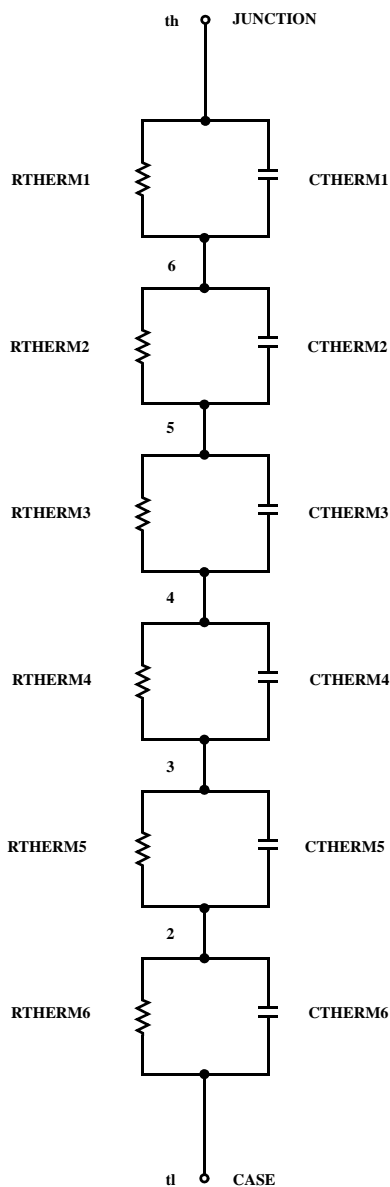 th JUNCTION
RTHERM1 CTHERM1
6
RTHERM2 CTHERM2
5
RTHERM3 CTHERM3
4
RTHERM4 CTHERM4
3
RTHERM5 CTHERM5
2
RTHERM6 CTHERM6
tl CASE